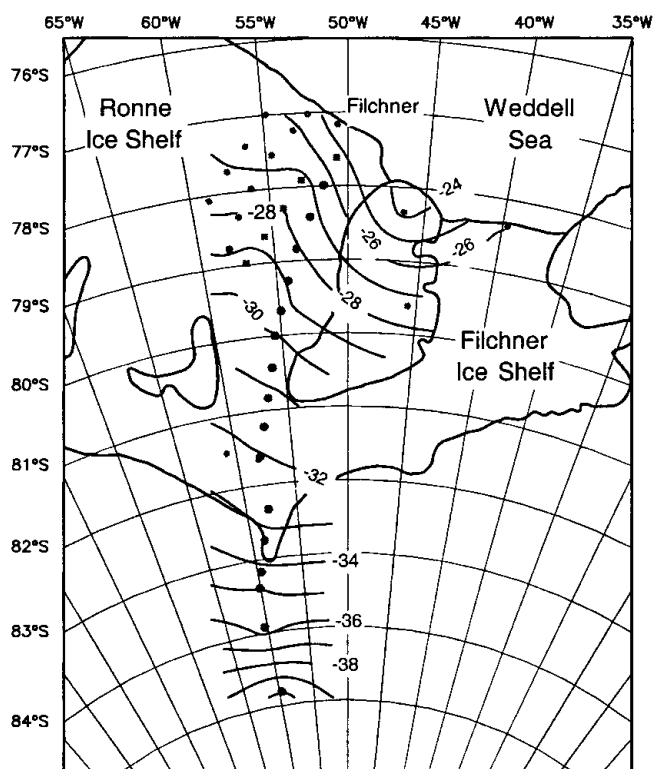 65°W 60°W 55°W 50°W 45°W 40°W 35°W
76°S
Ronne
Ice Shelf
Filchner
Weddell
Sea
77°S
-24
78°S
-28
-26
-26
79°S
-30
-28
Filchner
Ice Shelf
80°S
81°S
-32
82°S
-34
83°S
-36
-38
84°S